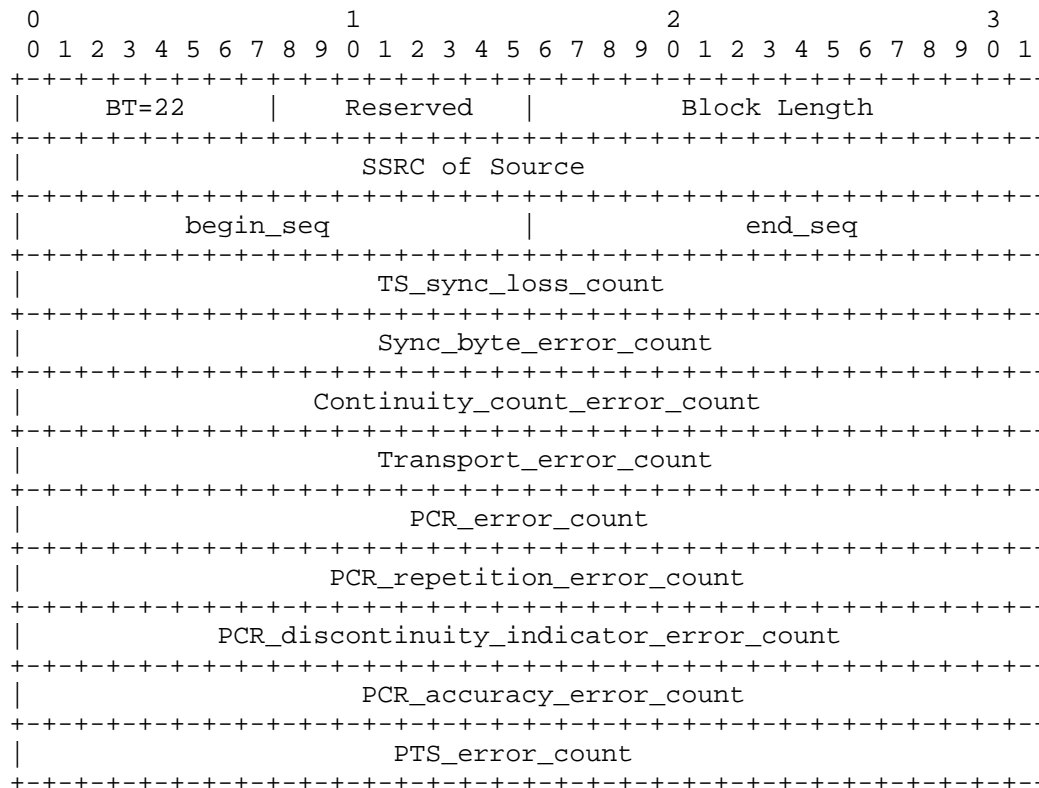 0                   1                   2                   3
 0 1 2 3 4 5 6 7 8 9 0 1 2 3 4 5 6 7 8 9 0 1 2 3 4 5 6 7 8 9 0 1
+-+-+-+-+-+-+-+-+-+-+-+-+-+-+-+-+-+-+-+-+-+-+-+-+-+-+-+-+-+-+-+--
|     BT=22     |    Reserved   |         Block Length
+-+-+-+-+-+-+-+-+-+-+-+-+-+-+-+-+-+-+-+-+-+-+-+-+-+-+-+-+-+-+-+--
|                     SSRC of Source
+-+-+-+-+-+-+-+-+-+-+-+-+-+-+-+-+-+-+-+-+-+-+-+-+-+-+-+-+-+-+-+--
|          begin_seq            |             end_seq
+-+-+-+-+-+-+-+-+-+-+-+-+-+-+-+-+-+-+-+-+-+-+-+-+-+-+-+-+-+-+-+--
|                      TS_sync_loss_count
+-+-+-+-+-+-+-+-+-+-+-+-+-+-+-+-+-+-+-+-+-+-+-+-+-+-+-+-+-+-+-+--
|                      Sync_byte_error_count
+-+-+-+-+-+-+-+-+-+-+-+-+-+-+-+-+-+-+-+-+-+-+-+-+-+-+-+-+-+-+-+--
|                  Continuity_count_error_count
+-+-+-+-+-+-+-+-+-+-+-+-+-+-+-+-+-+-+-+-+-+-+-+-+-+-+-+-+-+-+-+--
|                      Transport_error_count
+-+-+-+-+-+-+-+-+-+-+-+-+-+-+-+-+-+-+-+-+-+-+-+-+-+-+-+-+-+-+-+--
|                        PCR_error_count
+-+-+-+-+-+-+-+-+-+-+-+-+-+-+-+-+-+-+-+-+-+-+-+-+-+-+-+-+-+-+-+--
|                   PCR_repetition_error_count
+-+-+-+-+-+-+-+-+-+-+-+-+-+-+-+-+-+-+-+-+-+-+-+-+-+-+-+-+-+-+-+--
|            PCR_discontinuity_indicator_error_count
+-+-+-+-+-+-+-+-+-+-+-+-+-+-+-+-+-+-+-+-+-+-+-+-+-+-+-+-+-+-+-+--
|                     PCR_accuracy_error_count
+-+-+-+-+-+-+-+-+-+-+-+-+-+-+-+-+-+-+-+-+-+-+-+-+-+-+-+-+-+-+-+--
|                       PTS_error_count
+-+-+-+-+-+-+-+-+-+-+-+-+-+-+-+-+-+-+-+-+-+-+-+-+-+-+-+-+-+-+-+--